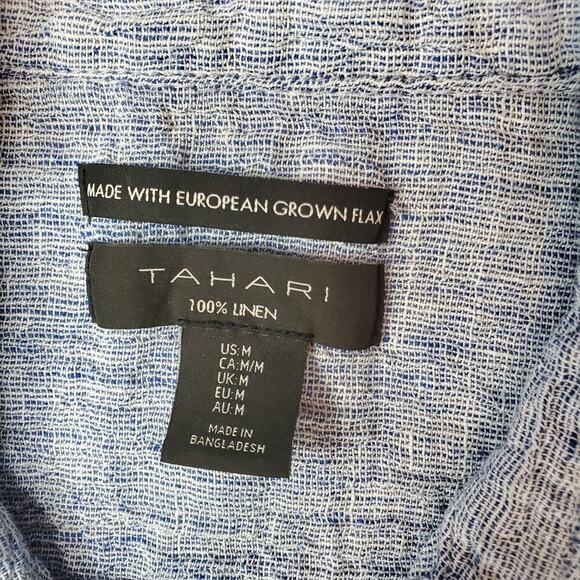 MADE WITH EUROPEAN GROWN FLAX
TAHARI
100% LINEN
US:M
CA:M/M
UK:M
EU:M
AU:M
MADE IN
BANGLADESH